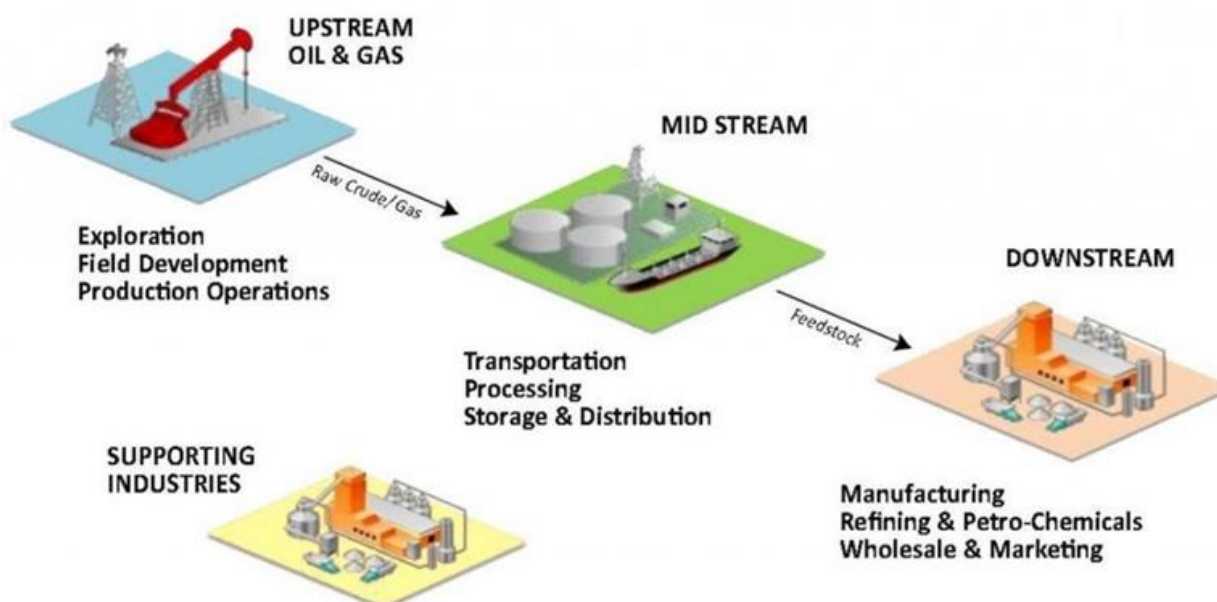 UPSTREAM
OIL & GAS
Raw Crude/Gas
Exploration
Field Development
Production Operations
MID STREAM
Transportation
Processing
Storage & Distribution
Feedstock
DOWNSTREAM
Manufacturing
Refining & Petro-Chemicals
Wholesale & Marketing
SUPPORTING
INDUSTRIES